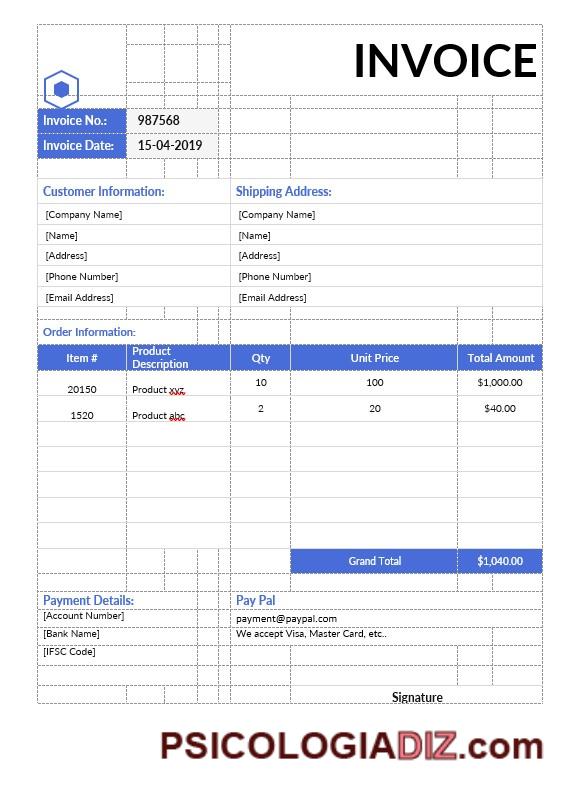 INVOICE
Invoice No.: 987568
Invoice Date: 15-04-2019
Customer Information: Shipping Address:
[Company Name] [Company Name]
[Name] [Name]
[Address] [Address]
[Phone Number] [Phone Number]
[Email Address] [Email Address]
Order Information:
Item # Product Description Qty Unit Price Total Amount
20150 Product xyz 10 100 $1,000.00
1520 Product abc 2 20 $40.00
Grand Total $1,040.00
Payment Details: Pay Pal
[Account Number] payment@paypal.com
[Bank Name] We accept Visa, Master Card, etc..
[IFSC Code]
Signature
PSICOLOGIADIZ.com